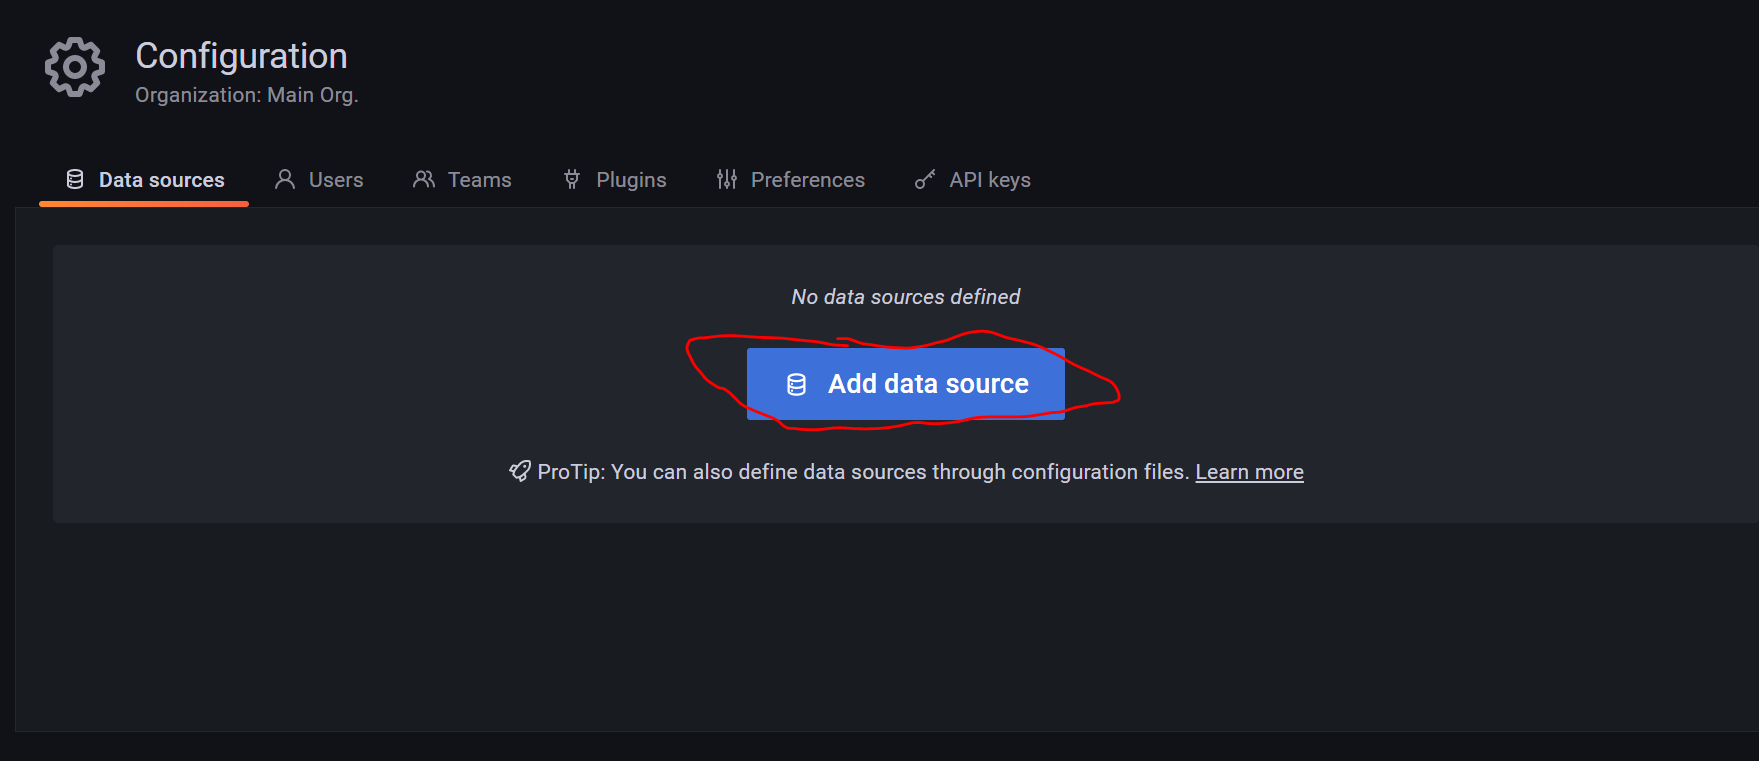 Configuration
Organization: Main Org.
Data sources Users Teams Plugins Preferences API keys
No data sources defined
Add data source
ProTip: You can also define data sources through configuration files. Learn more